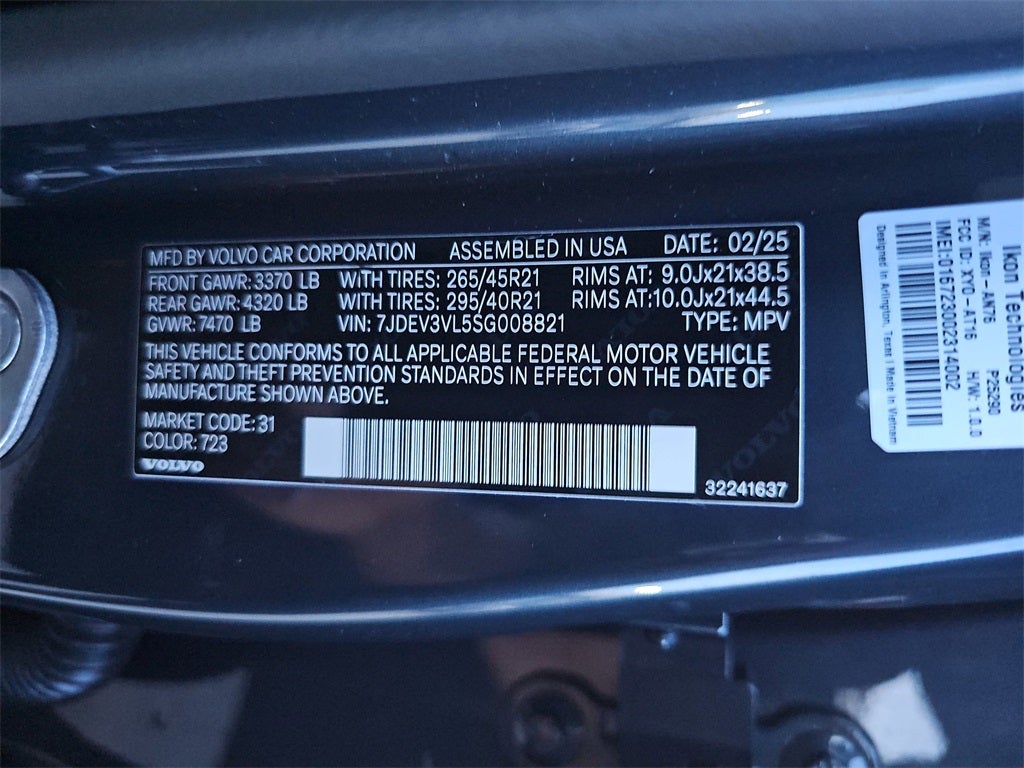 MFD BY VOLVO CAR CORPORATION ASSEMBLED IN USA DATE: 02/25
FRONT GAWR: 3370 LB WITH TIRES: 265/45R21 RIMS AT: 9.0Jx21x38.5
REAR GAWR: 4320 LB WITH TIRES: 295/40R21 RIMS AT: 10.0Jx21x44.5
GVWR: 7470 LB VIN: 7JDEV3VL5SG008821 TYPE: MPV
THIS VEHICLE CONFORMS TO ALL APPLICABLE FEDERAL MOTOR VEHICLE
SAFETY AND THEFT PREVENTION STANDARDS IN EFFECT ON THE DATE OF
MANUFACTURE SHOWN ABOVE.
MARKET CODE: 31
COLOR: 723
VOLVO
32241637
Ikon Technologies
M/N: Ikon-AN76 P25290
FCC ID: XYO-AT16 H/W: 1.0.0
IMEI:016723002314002
Designed in Arlington, Texas | Made in Vietnam